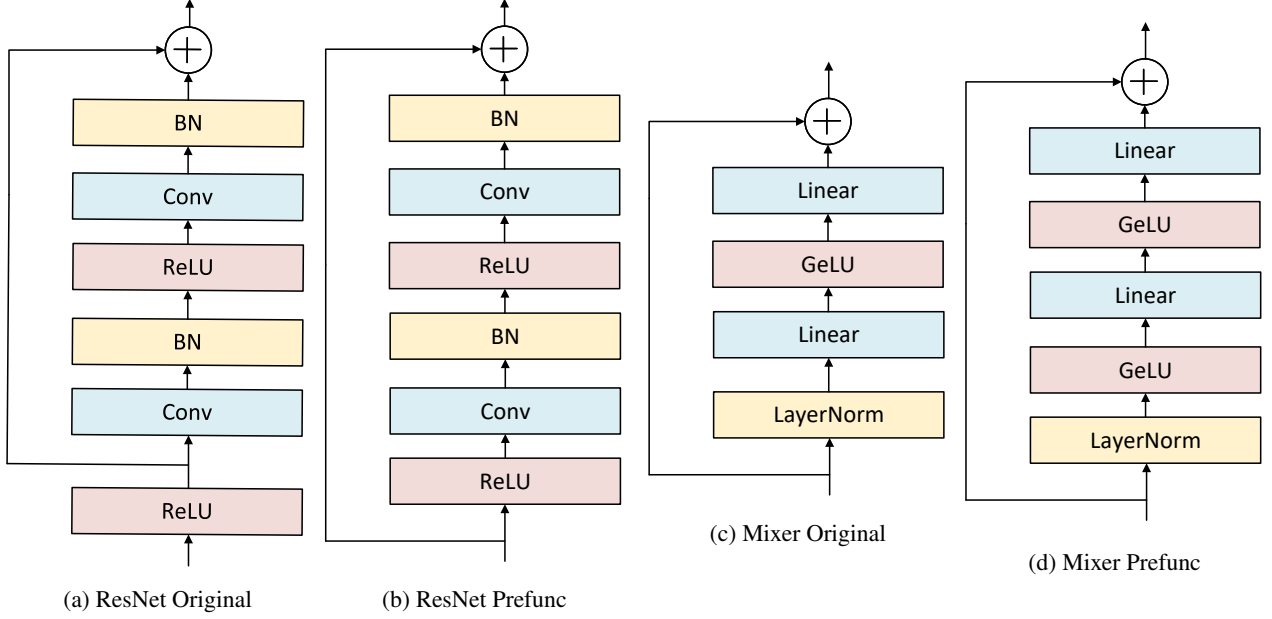 BN
Conv
ReLU
BN
Conv
ReLU
(a) ResNet Original
BN
Conv
ReLU
BN
Conv
ReLU
(b) ResNet Prefunc
Linear
GeLU
Linear
LayerNorm
(c) Mixer Original
Linear
GeLU
Linear
GeLU
LayerNorm
(d) Mixer Prefunc